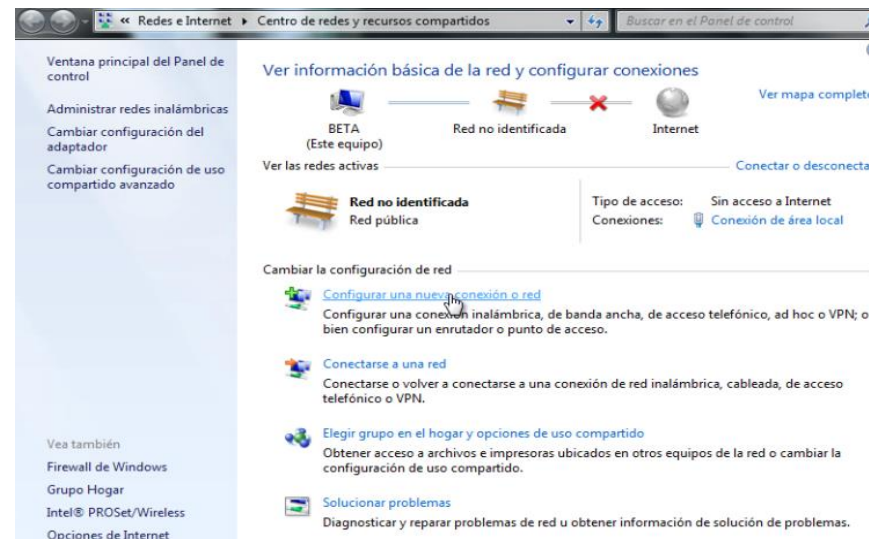 « Redes e Internet ▸ Centro de redes y recursos compartidos
Buscar en el Panel de control
Ventana principal del Panel de
control
Administrar redes inalámbricas
Cambiar configuración del
adaptador
Cambiar configuración de uso
compartido avanzado
Vea también
Firewall de Windows
Grupo Hogar
Intel® PROSet/Wireless
Opciones de Internet
Ver información básica de la red y configurar conexiones
Ver mapa complet
BETA
(Este equipo)
Red no identificada
Internet
Ver las redes activas
Conectar o desconecta
Red no identificada
Red pública
Tipo de acceso: Sin acceso a Internet
Conexiones: Conexión de área local
Cambiar la configuración de red
Configurar una nueva conexión o red
Configurar una conexión inalámbrica, de banda ancha, de acceso telefónico, ad hoc o VPN; o
bien configurar un enrutador o punto de acceso.
Conectarse a una red
Conectarse o volver a conectarse a una conexión de red inalámbrica, cableada, de acceso
telefónico o VPN.
Elegir grupo en el hogar y opciones de uso compartido
Obtener acceso a archivos e impresoras ubicados en otros equipos de la red o cambiar la
configuración de uso compartido.
Solucionar problemas
Diagnosticar y reparar problemas de red u obtener información de solución de problemas.